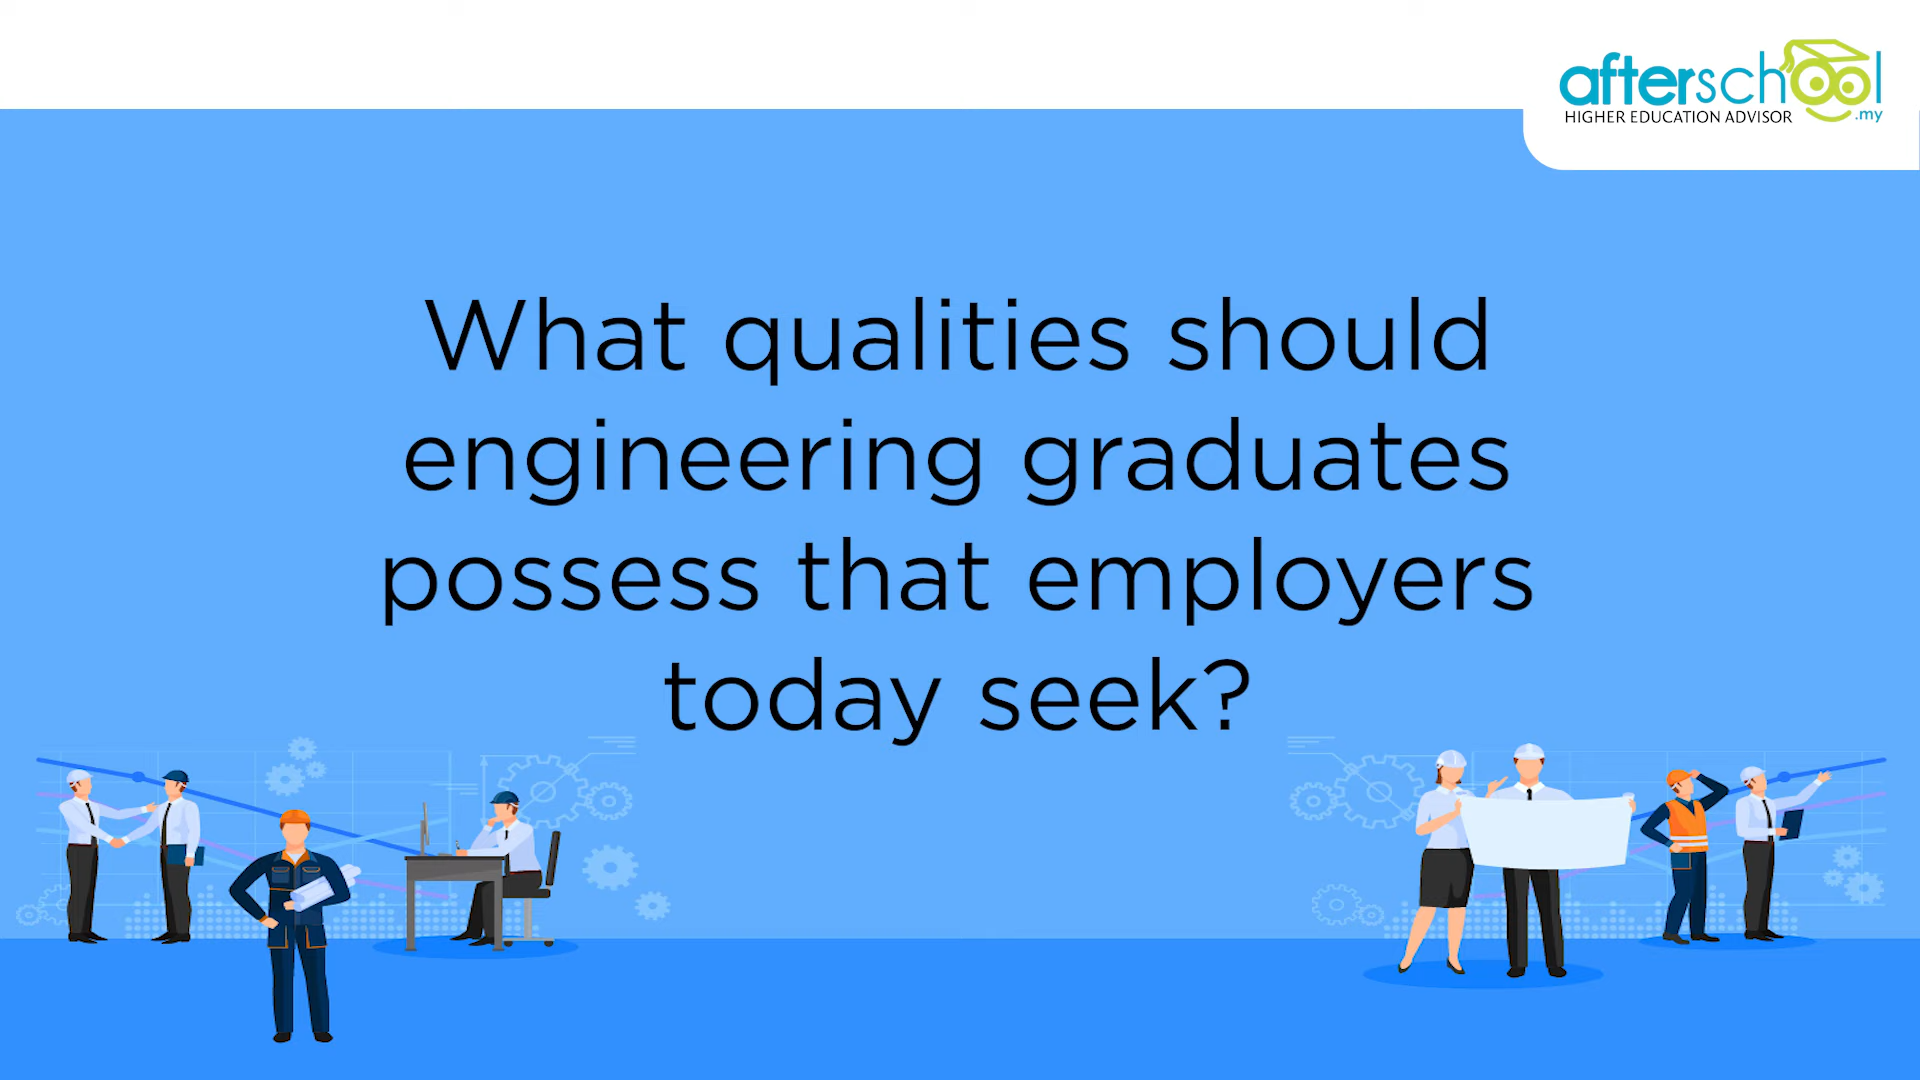 afterschool
.my
HIGHER EDUCATION ADVISOR
What qualities should
engineering graduates
possess that employers
today seek?